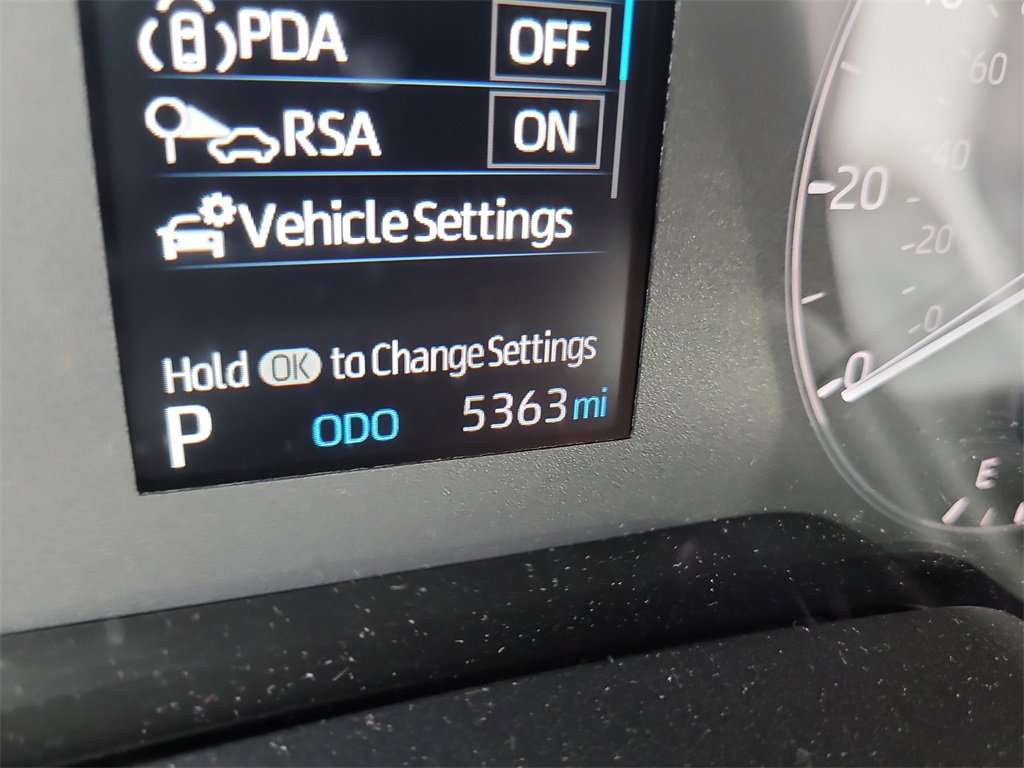 PDA OFF
RSA ON
Vehicle Settings
Hold OK to Change Settings
P ODO 5363 mi
60
40
20
20
0
0
E